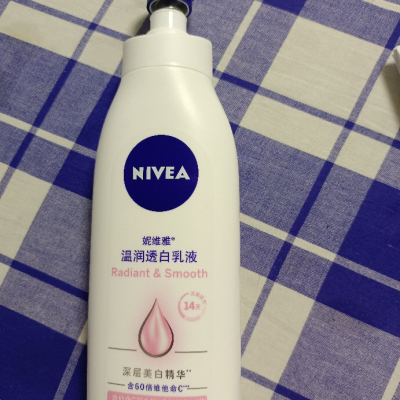 NIVEA
妮维雅®
温润透白乳液
Radiant & Smooth
14天
深层美白精华**
含60倍维他命C***